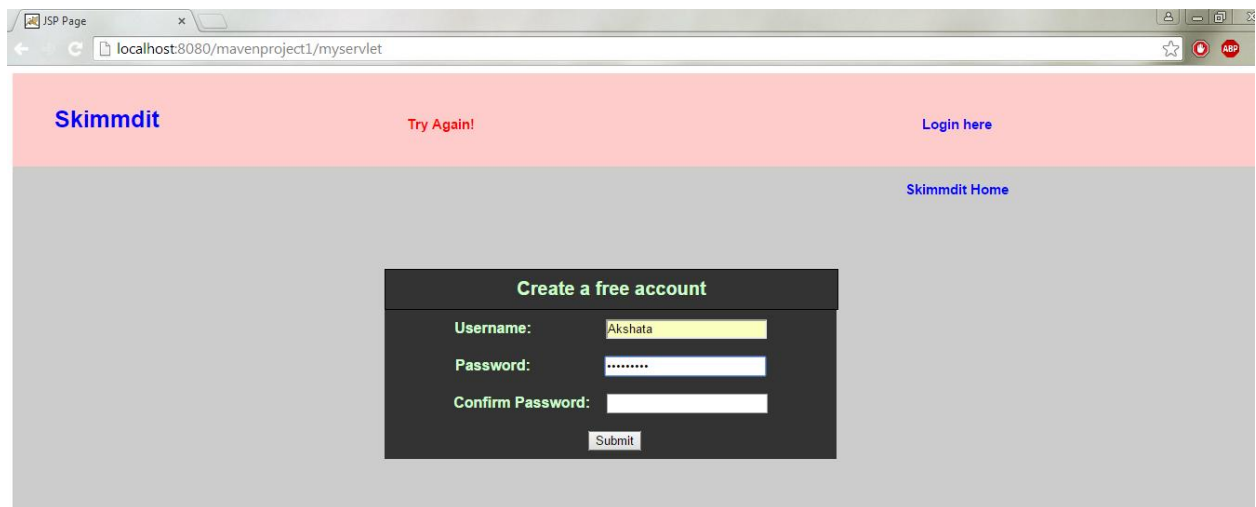 JSP Page
localhost:8080/mavenproject1/myservlet
ABP
Skimmdit
Try Again!
Login here
Skimmdit Home
Create a free account
Username:
Akshata
Password:
•••••••••
Confirm Password:
Submit